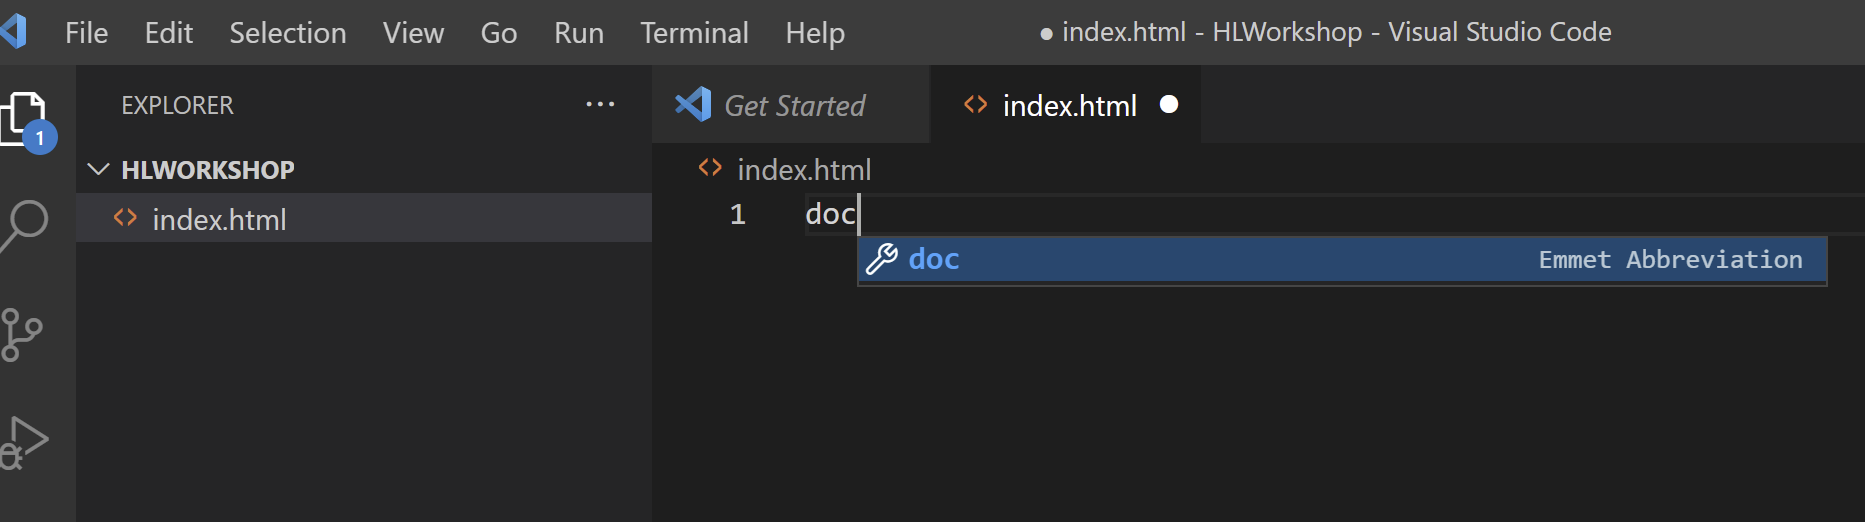 File Edit Selection View Go Run Terminal Help ● index.html - HLWorkshop - Visual Studio Code
EXPLORER ···
1
HLWORKSHOP
<> index.html
Get Started
<> index.html ●
<> index.html
1 doc
doc Emmet Abbreviation